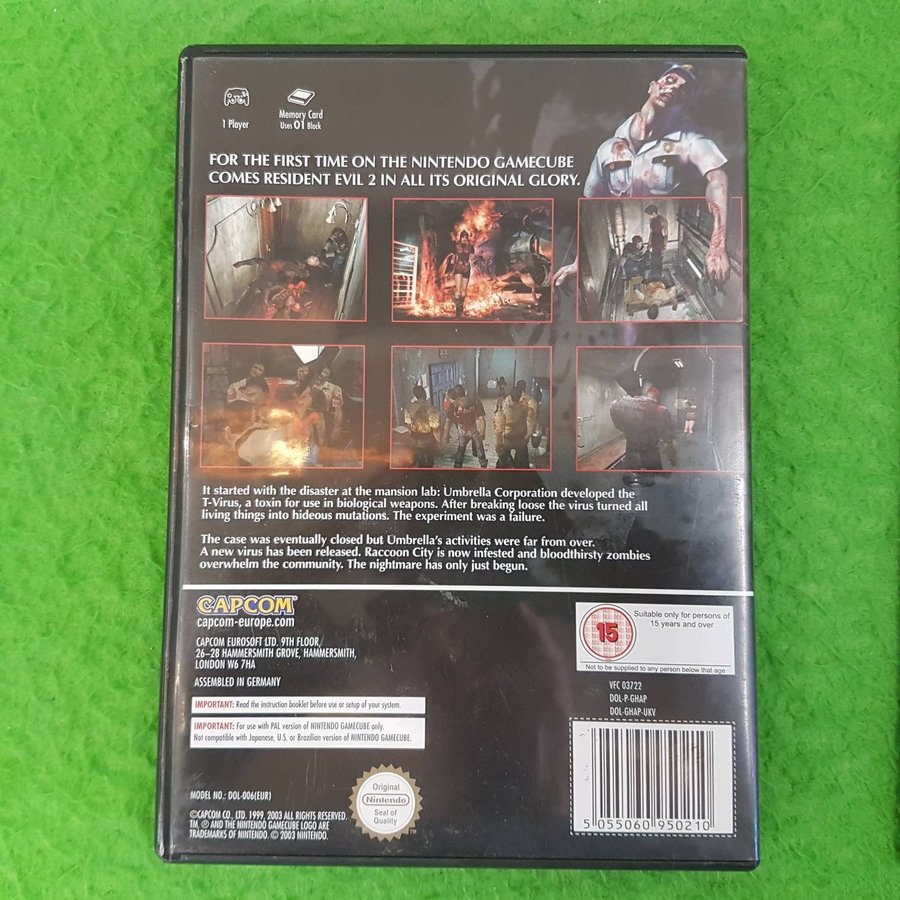 1 Player
Memory Card
Uses 01 Block
FOR THE FIRST TIME ON THE NINTENDO GAMECUBE
COMES RESIDENT EVIL 2 IN ALL ITS ORIGINAL GLORY.
It started with the disaster at the mansion lab: Umbrella Corporation developed the
T-Virus, a toxin for use in biological weapons. After breaking loose the virus turned all
living things into hideous mutations. The experiment was a failure.
The case was eventually closed but Umbrella's activities were far from over.
A new virus has been released. Raccoon City is now infested and bloodthirsty zombies
overwhelm the community. The nightmare has only just begun.
CAPCOM
capcom-europe.com
CAPCOM EUROSOFT LTD. 9TH FLOOR,
26-28 HAMMERSMITH GROVE, HAMMERSMITH,
LONDON W6 7HA
ASSEMBLED IN GERMANY
IMPORTANT: Read the instruction booklet before use or setup of your system.
IMPORTANT: For use with PAL version of NINTENDO GAMECUBE only.
Not compatible with Japanese, U.S. or Brazilian version of NINTENDO GAMECUBE.
MODEL NO.: DOL-006(EUR)
©CAPCOM CO., LTD. 1999, 2003 ALL RIGHTS RESERVED.
TM, ® AND THE NINTENDO GAMECUBE LOGO ARE
TRADEMARKS OF NINTENDO. © 2003 NINTENDO.
Original
Nintendo
Seal of
Quality
TM
15
Suitable only for persons of
15 years and over
Not to be supplied to any person below that age
VFC 03722
DOL-P-GHAP
DOL-GHAP-UKV
5 055060 950210